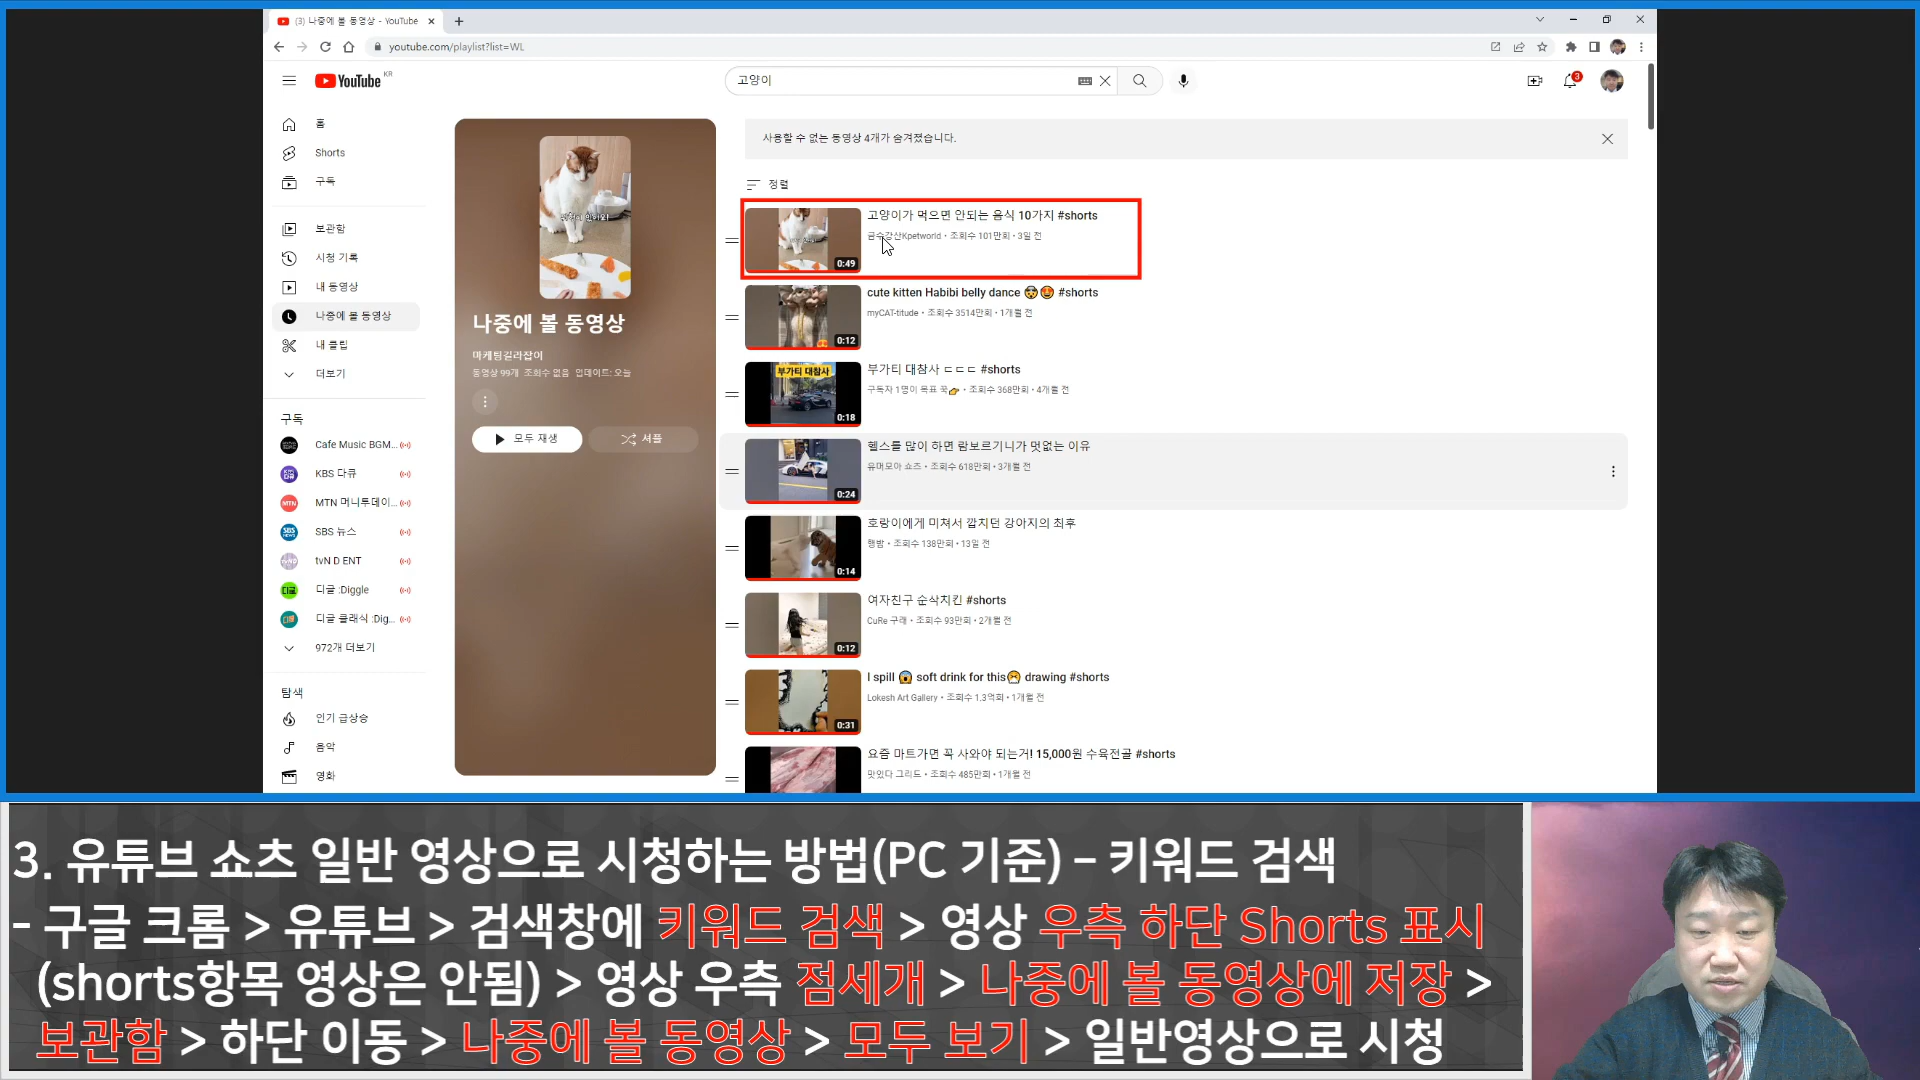 (3) 나중에 볼 동영상 - YouTube
youtube.com/playlist?list=WL
YouTube KR
고양이
3
홈
Shorts
구독
보관함
시청 기록
내 동영상
나중에 볼 동영상
내 클립
더보기
구독
Cafe Music BGM...
KBS 다큐
MTN 머니투데이...
SBS 뉴스
tvN D ENT
디글 :Diggle
디글 클래식 :Dig...
972개 더보기
탐색
인기 급상승
음악
영화
나중에 볼 동영상
마케팅길라잡이
동영상 99개 조회수 없음 업데이트: 오늘
모두 재생
셔플
사용할 수 없는 동영상 4개가 숨겨졌습니다.
정렬
0:49
고양이가 먹으면 안되는 음식 10가지 #shorts
금수강산Kpetworld • 조회수 101만회 • 3일 전
0:12
cute kitten Habibi belly dance 🤯🤩 #shorts
myCAT-titude • 조회수 3514만회 • 1개월 전
부가티 대참사
0:18
부가티 대참사 ㄷㄷㄷ #shorts
구독자 1명이 목표 꾹👉 • 조회수 368만회 • 4개월 전
0:24
헬스를 많이 하면 람보르기니가 멋없는 이유
유머모아 쇼츠 • 조회수 618만회 • 3개월 전
0:14
호랑이에게 미쳐서 깝치던 강아지의 최후
햄밤 • 조회수 138만회 • 13일 전
0:12
여자친구 순삭치킨 #shorts
CuRe 구래 • 조회수 93만회 • 2개월 전
0:31
I spill 😱 soft drink for this😤 drawing #shorts
Lokesh Art Gallery • 조회수 1.3억회 • 1개월 전
요즘 마트가면 꼭 사와야 되는거! 15,000원 수육전골 #shorts
맛있다 그리드 • 조회수 485만회 • 1개월 전
3. 유튜브 쇼츠 일반 영상으로 시청하는 방법(PC 기준) – 키워드 검색
- 구글 크롬 > 유튜브 > 검색창에 키워드 검색 > 영상 우측 하단 Shorts 표시
(shorts항목 영상은 안됨) > 영상 우측 점세개 > 나중에 볼 동영상에 저장 >
보관함 > 하단 이동 > 나중에 볼 동영상 > 모두 보기 > 일반영상으로 시청